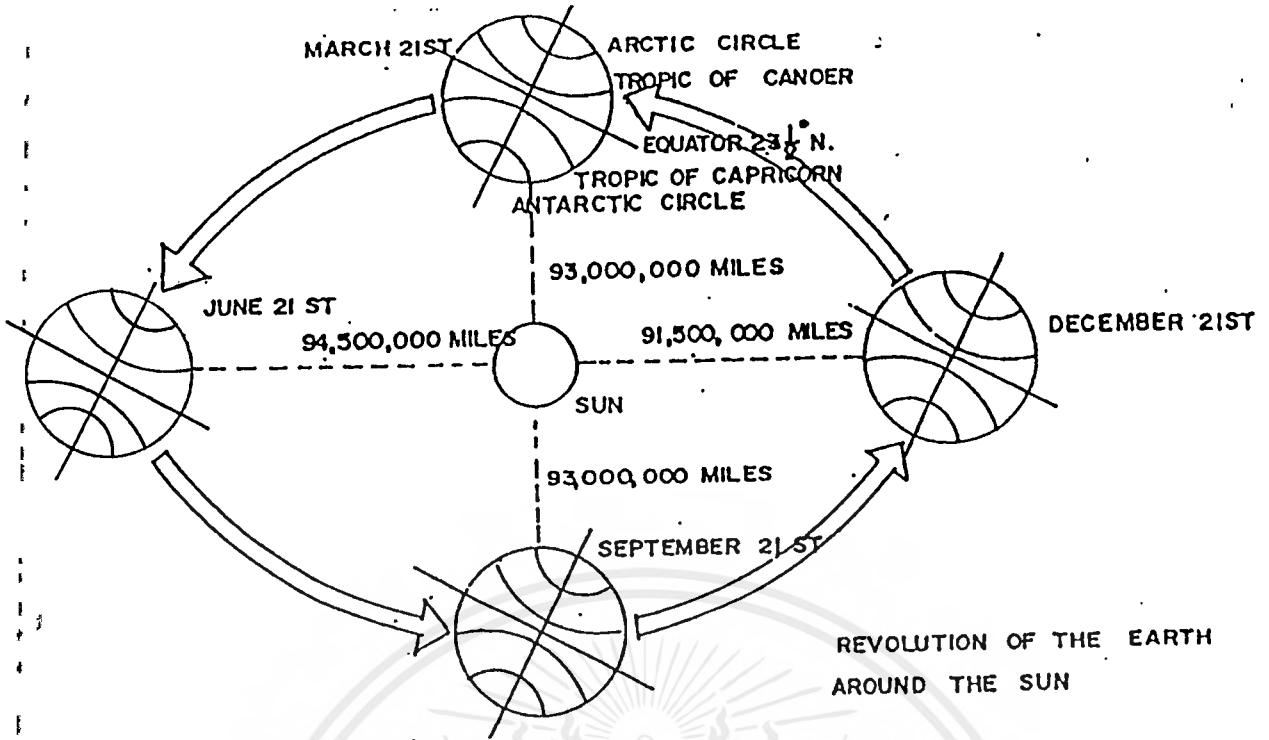 MARCH 21ST
ARCTIC CIRCLE
TROPIC OF CANOER
EQUATOR 23½° N.
TROPIC OF CAPRICORN
ANTARCTIC CIRCLE
93,000,000 MILES
JUNE 21 ST
94,500,000 MILES
91,500,000 MILES
DECEMBER 21ST
SUN
93,000,000 MILES
SEPTEMBER 21 ST
REVOLUTION OF THE EARTH
AROUND THE SUN